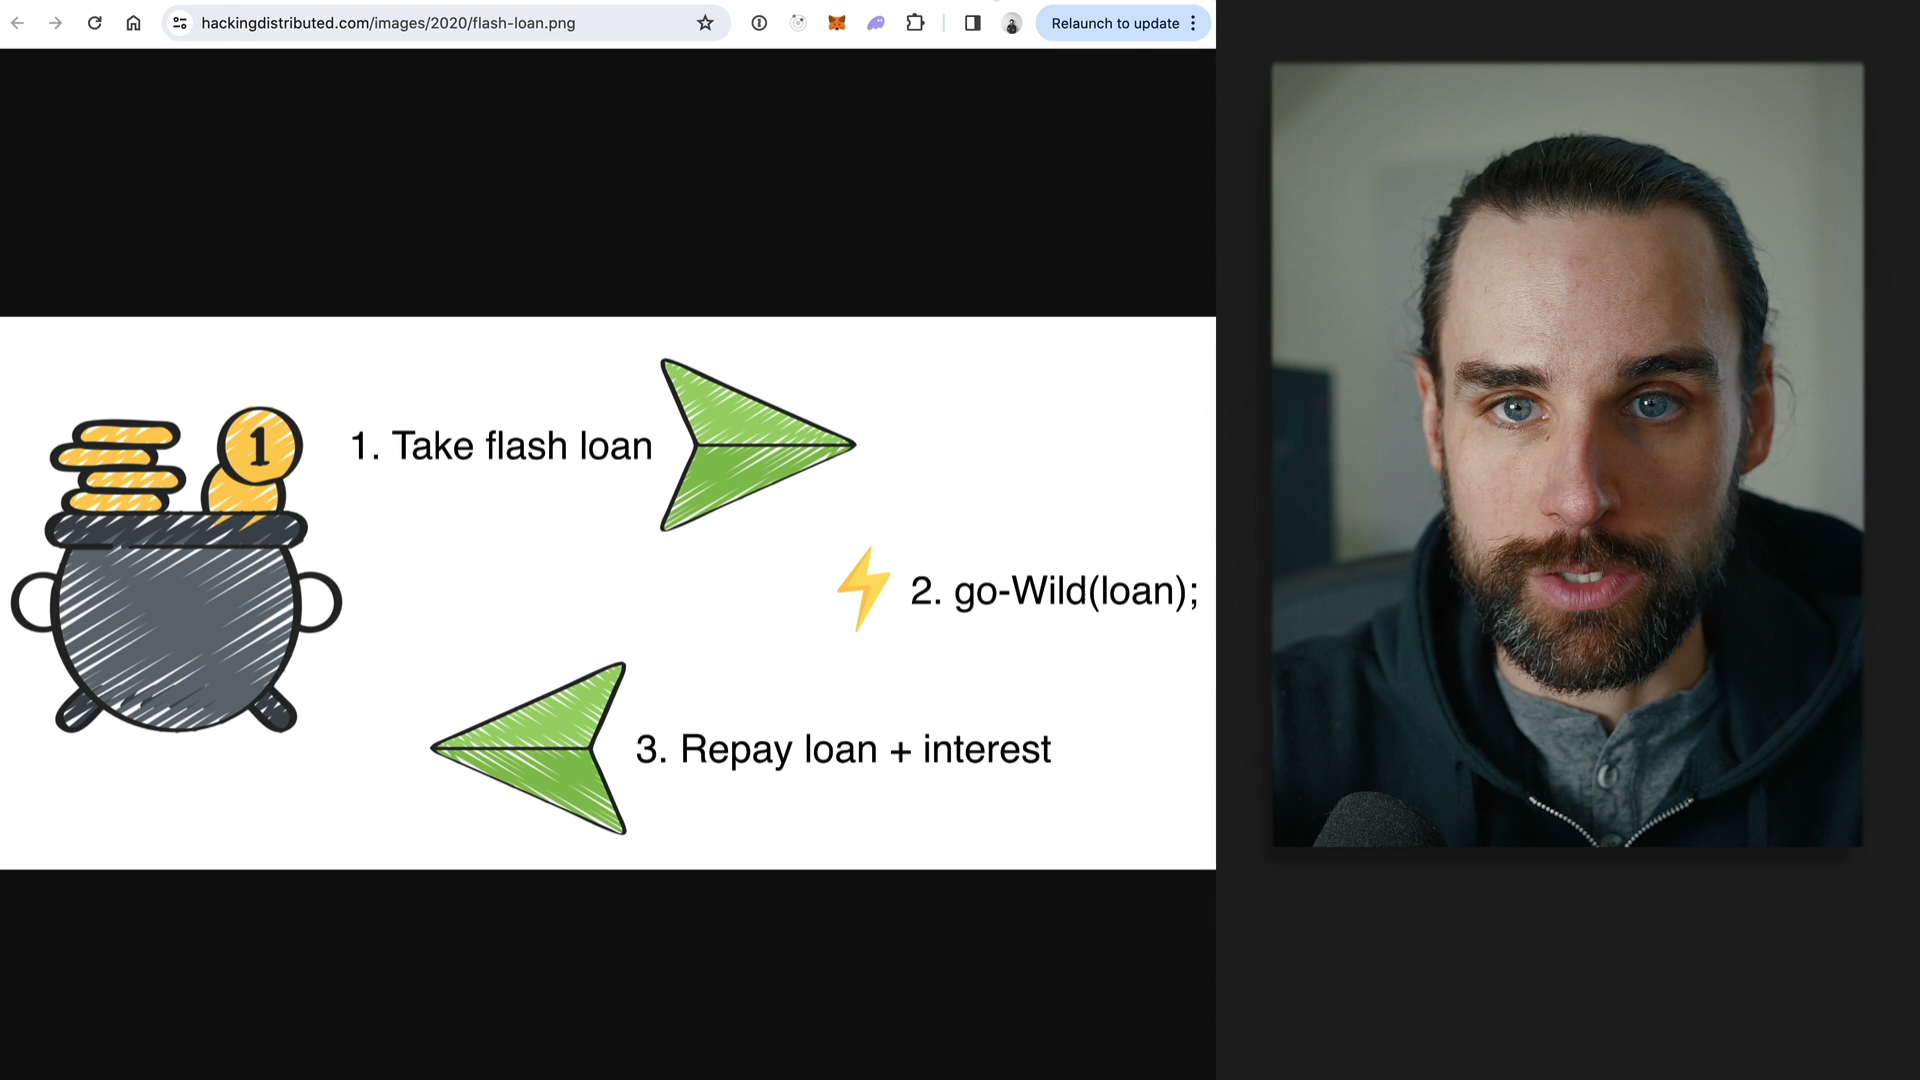 hackingdistributed.com/images/2020/flash-loan.png
Relaunch to update
1
1. Take flash loan
2. go-Wild(loan);
3. Repay loan + interest